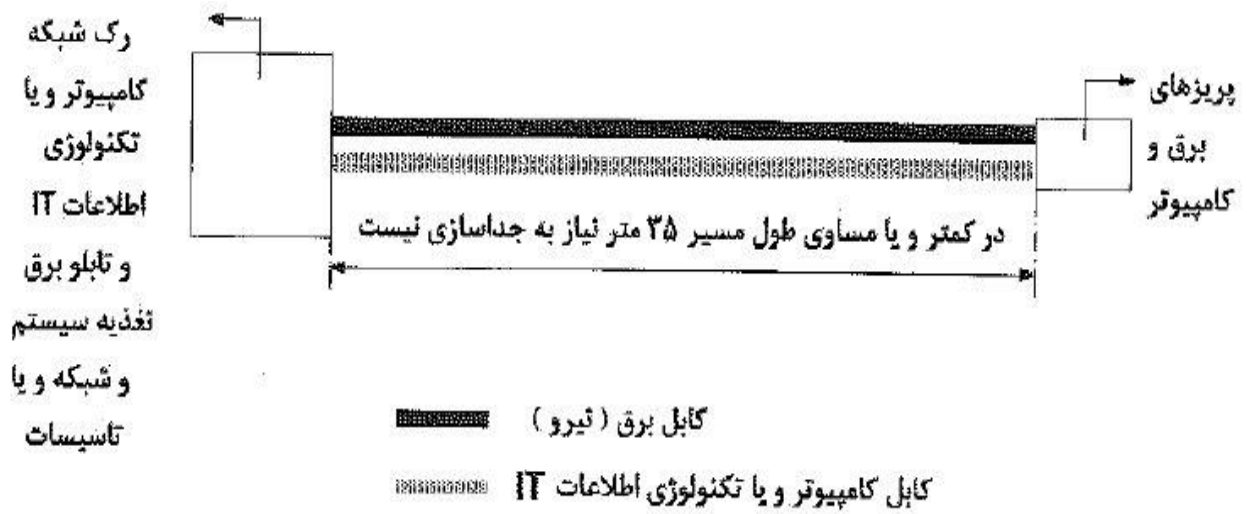 پریزهای
برق و
کامپیوتر
رک شبکه
کامپیوتر و یا
تکنولوژی
اطلاعات IT
و تابلو برق
تغذیه سیستم
و شبکه و یا
تاسیسات
در کمتر و یا مساوی طول مسیر ۳۵ متر نیاز به جداسازی نیست
کابل برق ( نیرو )
کابل کامپیوتر و یا تکنولوژی اطلاعات IT